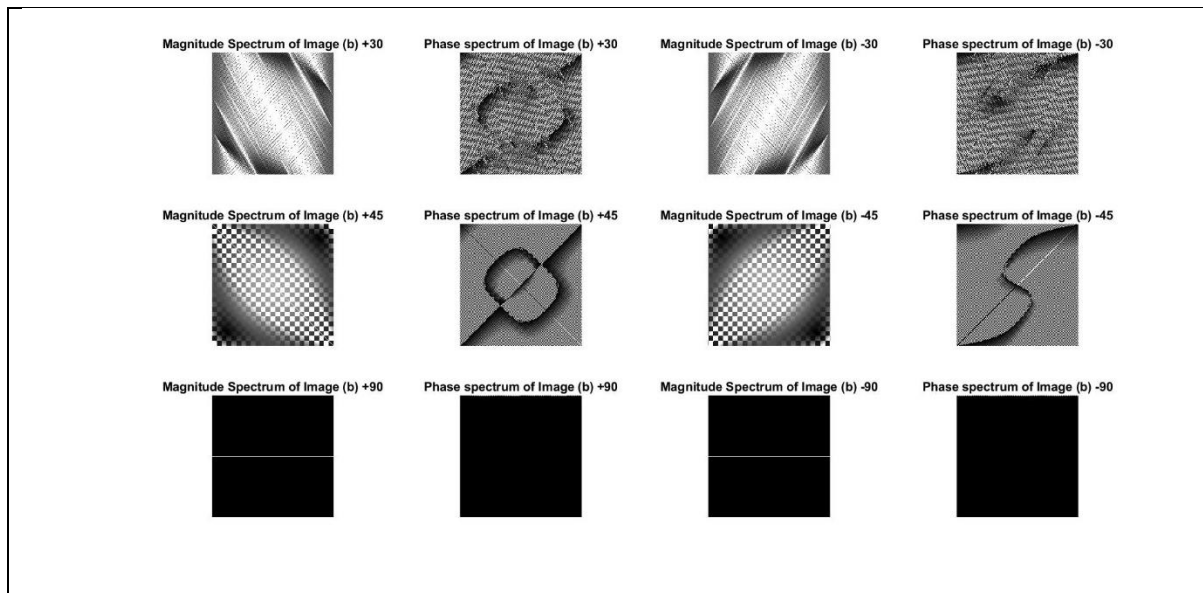 Magnitude Spectrum of Image (b) +30
Phase spectrum of Image (b) +30
Magnitude Spectrum of Image (b) -30
Phase spectrum of Image (b) -30
Magnitude Spectrum of Image (b) +45
Phase spectrum of Image (b) +45
Magnitude Spectrum of Image (b) -45
Phase spectrum of Image (b) -45
Magnitude Spectrum of Image (b) +90
Phase spectrum of Image (b) +90
Magnitude Spectrum of Image (b) -90
Phase spectrum of Image (b) -90